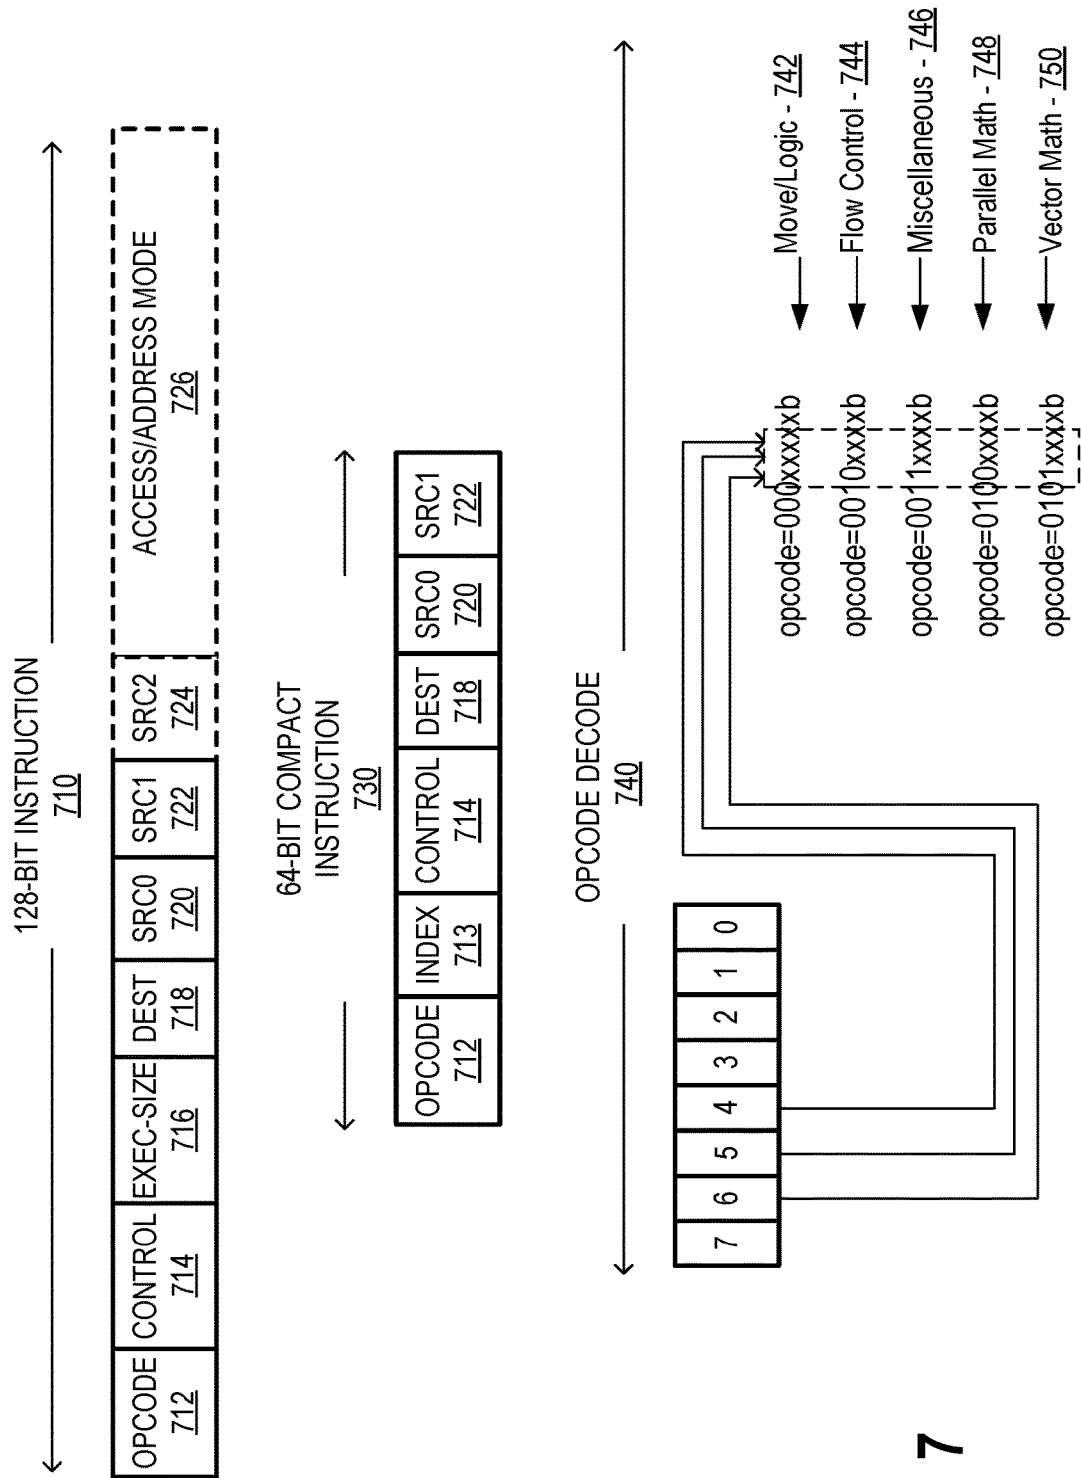 128-BIT INSTRUCTION
710
OPCODE
712
CONTROL
714
EXEC-SIZE
716
DEST
718
SRC0
720
SRC1
722
SRC2
724
ACCESS/ADDRESS MODE
726
64-BIT COMPACT
INSTRUCTION
730
OPCODE
712
INDEX
713
CONTROL
714
DEST
718
SRC0
720
SRC1
722
OPCODE DECODE
740
7 6 5 4 3 2 1 0
opcode=000xxxxxb
Move/Logic - 742
opcode=0010xxxxb
Flow Control - 744
opcode=0011xxxxb
Miscellaneous - 746
opcode=0100xxxxb
Parallel Math - 748
opcode=0101xxxxb
Vector Math - 750
7